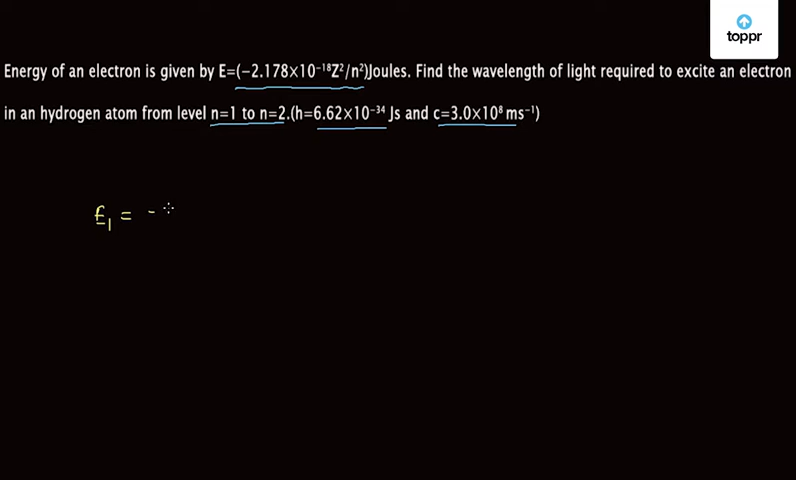 toppr
Energy of an electron is given by E=(−2.178×10⁻¹⁸Z²/n²)Joules. Find the wavelength of light required to excite an electron
in an hydrogen atom from level n=1 to n=2.(h=6.62×10⁻³⁴ Js and c=3.0×10⁸ ms⁻¹)
E₁ = -